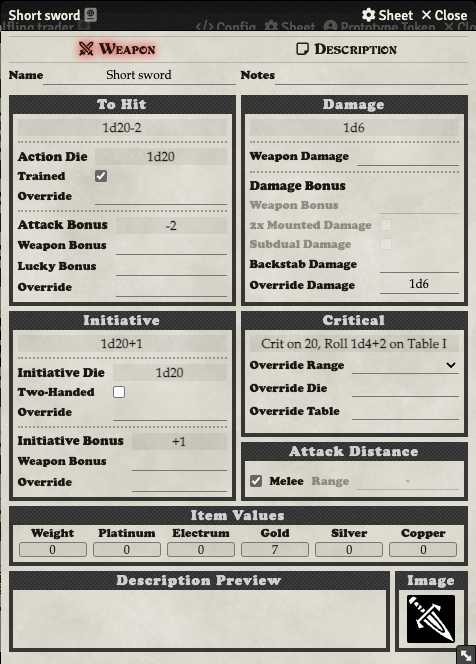 Short sword Sheet Close
Config Sheet Prototype Token
Weapon Description
Name Short sword Notes
To Hit
1d20-2
Action Die 1d20
Trained
Override
Attack Bonus -2
Weapon Bonus
Lucky Bonus
Override
Damage
1d6
Weapon Damage
Damage Bonus
Weapon Bonus
2x Mounted Damage
Subdual Damage
Backstab Damage
Override Damage 1d6
Initiative
1d20+1
Initiative Die 1d20
Two-Handed
Override
Initiative Bonus +1
Weapon Bonus
Override
Critical
Crit on 20, Roll 1d4+2 on Table I
Override Range
Override Die
Override Table
Attack Distance
Melee Range -
Item Values
Weight Platinum Electrum Gold Silver Copper
0 0 0 7 0 0
Description Preview Image